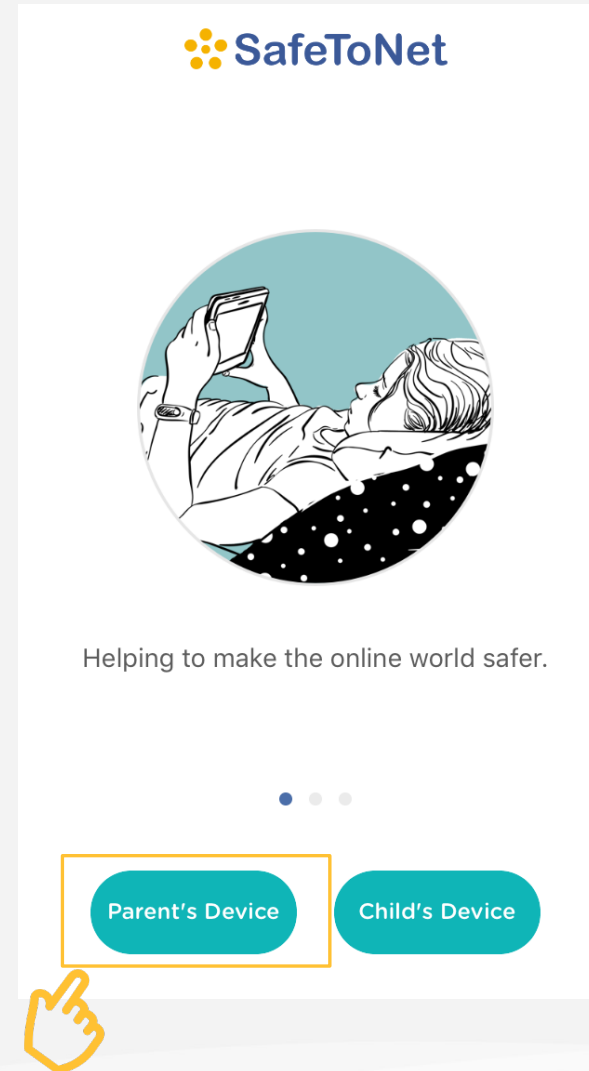 SafeToNet
Helping to make the online world safer.
Parent's Device
Child's Device